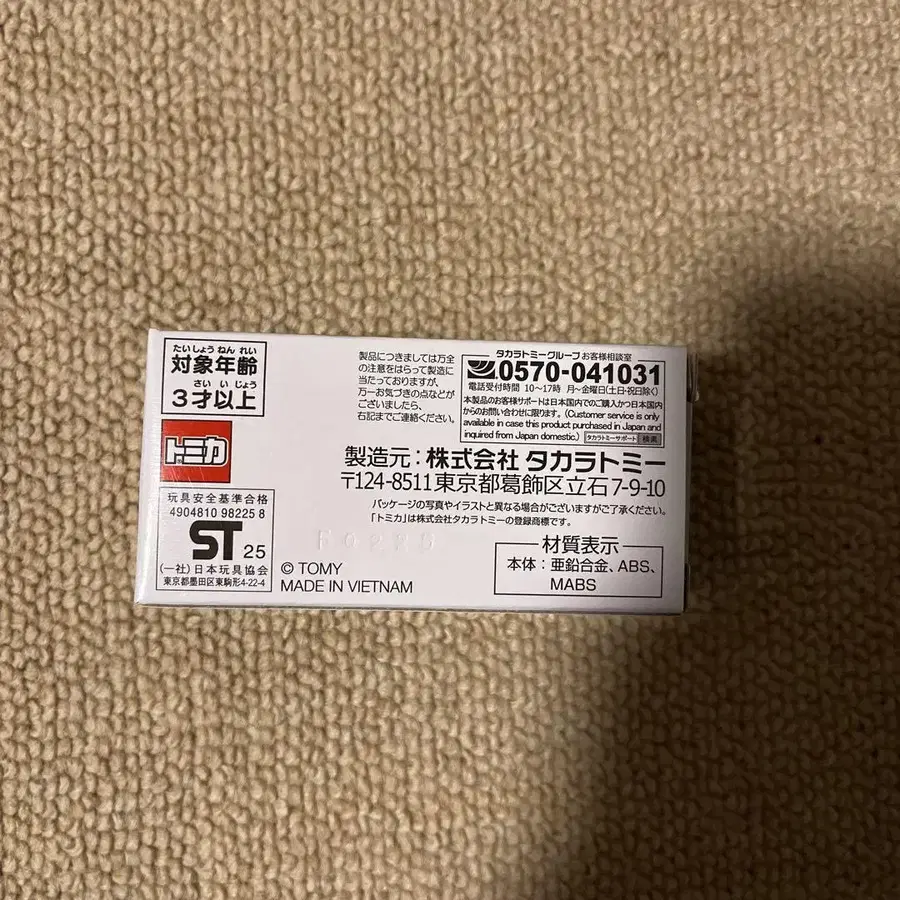 たいしょうねんれい
対象年齢
さいいじょう
3才以上
トミカ
玩具安全基準合格
4904810 98225 8
ST 25
(一社)日本玩具協会
東京都墨田区東駒形4-22-4
製品につきましては万全
の注意をはらって製造に
当たっておりますが、
万一お気づきの点などが
ございましたら、
右記までご連絡ください。
タカラトミーグループ お客様相談室
0570-041031
電話受付時間 10〜17時 月〜金曜日(土・日・祝日除く)
本製品のお客様サポートは日本国内でのご購入かつ日本国内
からのお問い合わせに限ります。(Customer service is only
available in case this product purchased in Japan and
inquired from Japan domestic.) タカラトミーサポート 検索
製造元:株式会社 タカラトミー
〒124-8511東京都葛飾区立石7-9-10
パッケージの写真やイラストと異なる場合がございますがご了承ください。
「トミカ」は株式会社タカラトミーの登録商標です。
© TOMY
MADE IN VIETNAM
材質表示
本体:亜鉛合金、ABS、
MABS